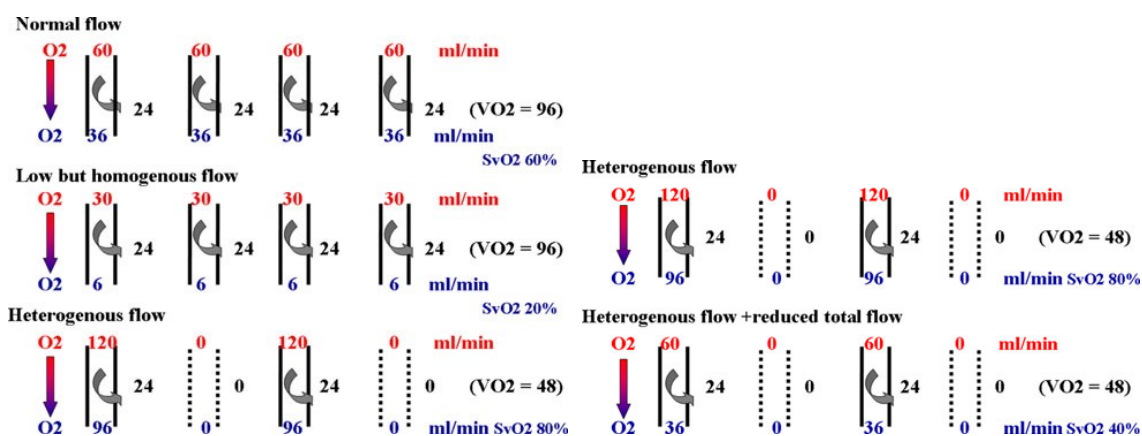 Normal flow
O2 60 60 60 60 ml/min
24 24 24 24 (VO2 = 96)
O2 36 36 36 36 ml/min
SvO2 60%
Low but homogenous flow
O2 30 30 30 30 ml/min
24 24 24 24 (VO2 = 96)
O2 6 6 6 6 ml/min
SvO2 20%
Heterogenous flow
O2 120 0 120 0 ml/min
24 0 24 0 (VO2 = 48)
O2 96 0 96 0 ml/min SvO2 80%
Heterogenous flow
O2 120 0 120 0 ml/min
24 0 24 0 (VO2 = 48)
O2 96 0 96 0 ml/min SvO2 80%
Heterogenous flow +reduced total flow
O2 60 0 60 0 ml/min
24 0 24 0 (VO2 = 48)
O2 36 0 36 0 ml/min SvO2 40%